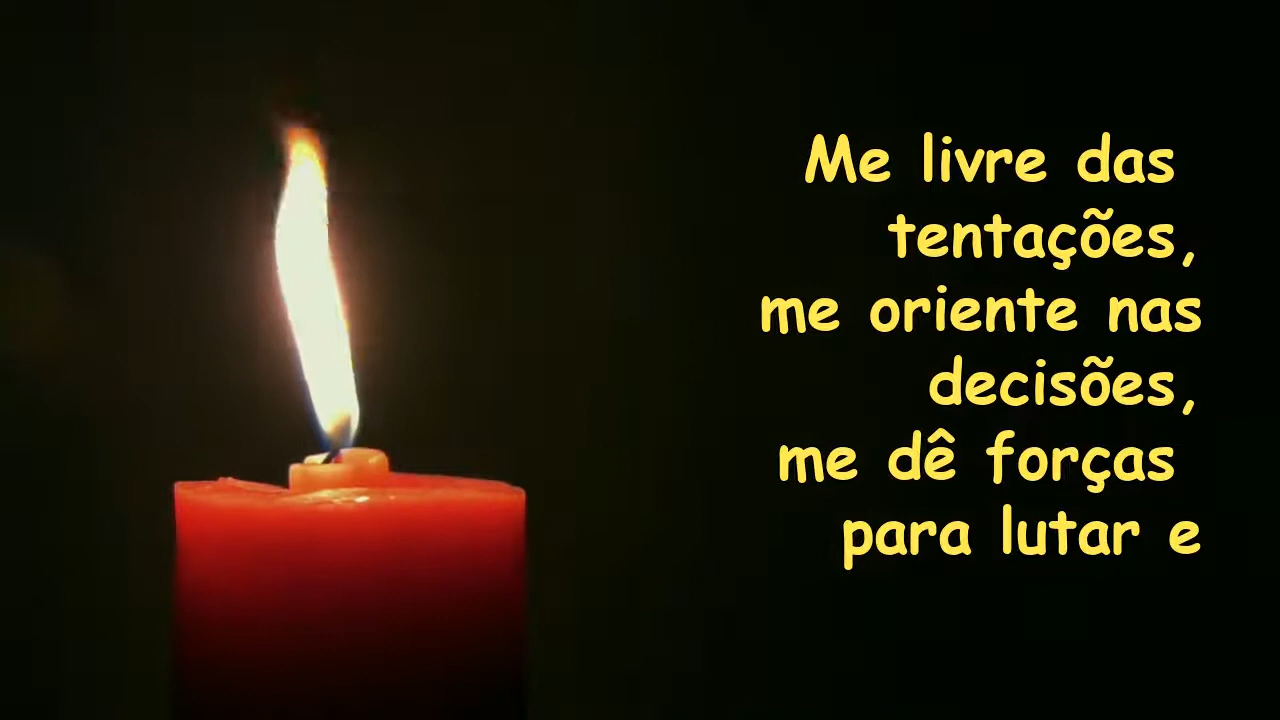 Me livre das
tentações,
me oriente nas
decisões,
me dê forças
para lutar e